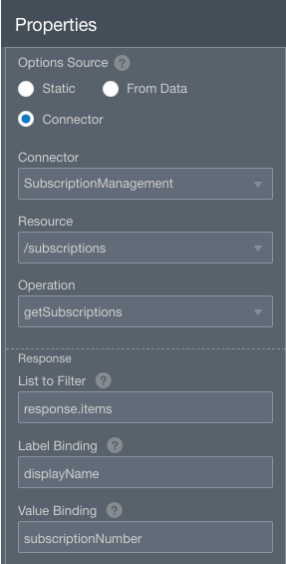 Properties
Options Source ?
Static From Data
Connector
Connector
SubscriptionManagement
Resource
/subscriptions
Operation
getSubscriptions
Response
List to Filter ?
response.items
Label Binding ?
displayName
Value Binding ?
subscriptionNumber